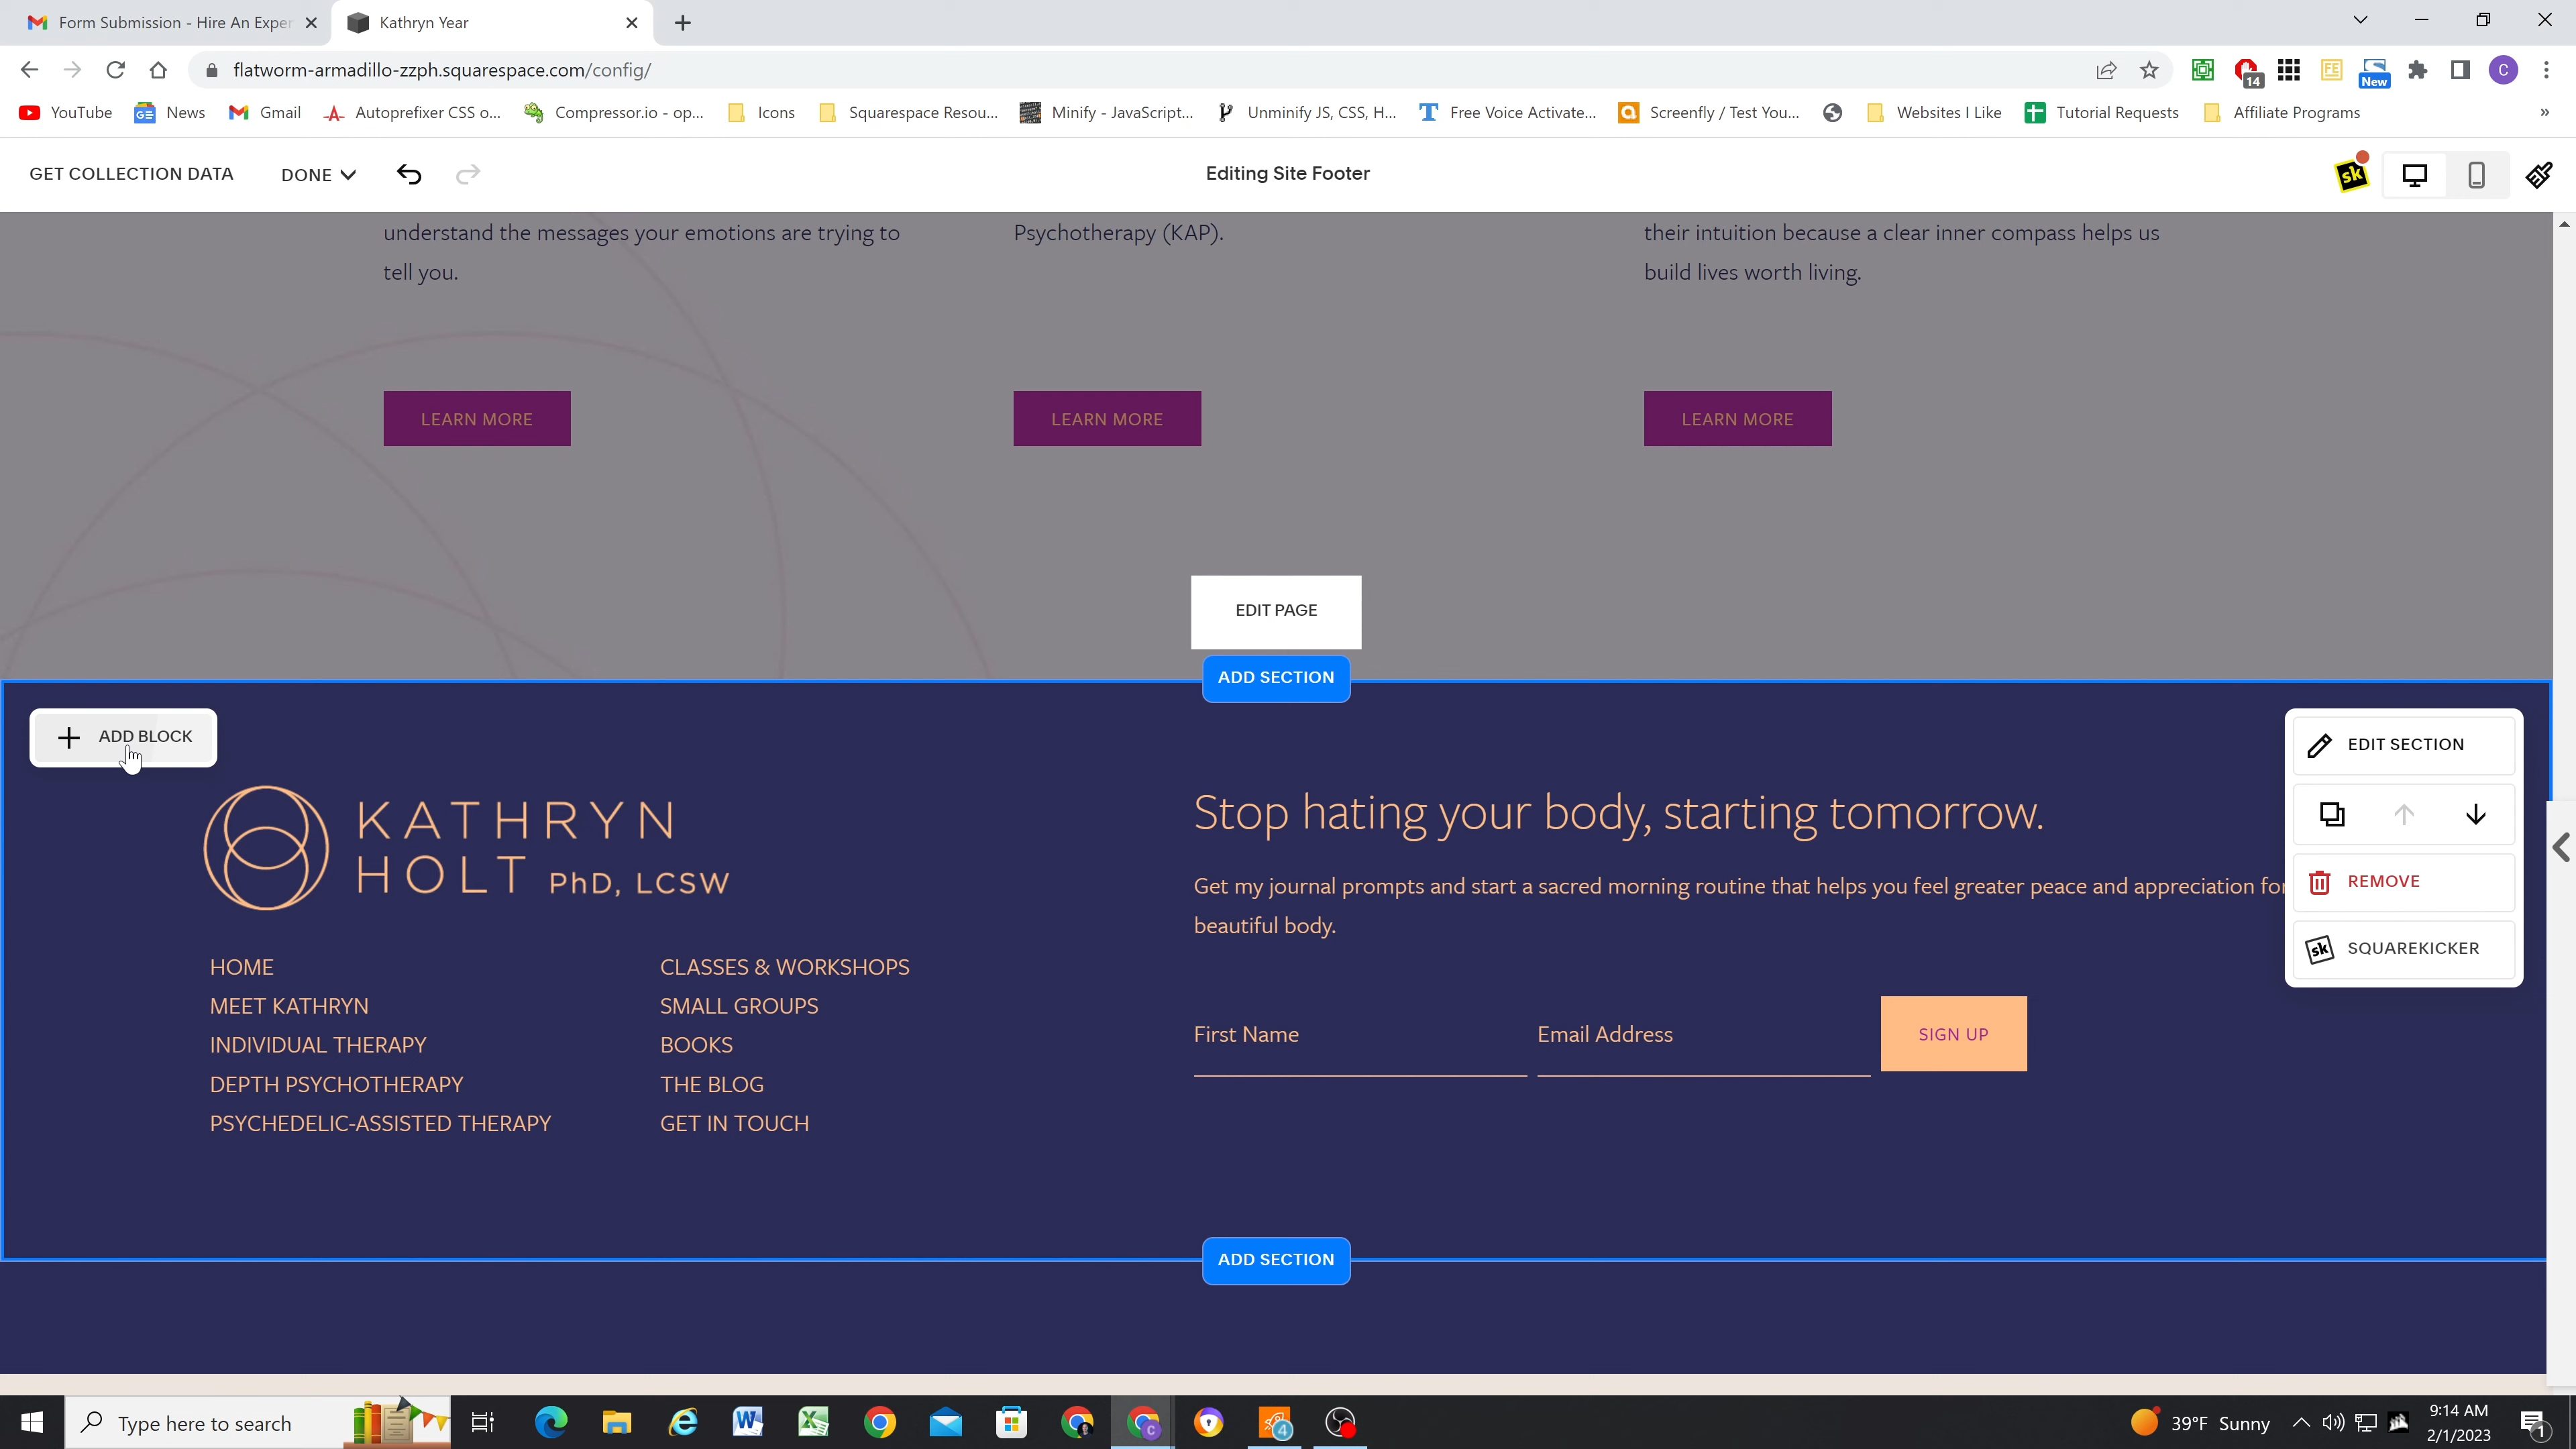 Form Submission - Hire An Exper
Kathryn Year
flatworm-armadillo-zzph.squarespace.com/config/
14
New
C
YouTube
News
Gmail
Autoprefixer CSS o...
Compressor.io - op...
Icons
Squarespace Resou...
Minify - JavaScript...
Unminify JS, CSS, H...
Free Voice Activate...
Screenfly / Test You...
Websites I Like
Tutorial Requests
Affiliate Programs
»
GET COLLECTION DATA
DONE
Editing Site Footer
sk
understand the messages your emotions are trying to
tell you.
Psychotherapy (KAP).
their intuition because a clear inner compass helps us
build lives worth living.
LEARN MORE
LEARN MORE
LEARN MORE
EDIT PAGE
ADD SECTION
ADD BLOCK
EDIT SECTION
REMOVE
sk SQUAREKICKER
KATHRYN
HOLT PhD, LCSW
HOME
MEET KATHRYN
INDIVIDUAL THERAPY
DEPTH PSYCHOTHERAPY
PSYCHEDELIC-ASSISTED THERAPY
CLASSES & WORKSHOPS
SMALL GROUPS
BOOKS
THE BLOG
GET IN TOUCH
Stop hating your body, starting tomorrow.
Get my journal prompts and start a sacred morning routine that helps you feel greater peace and appreciation for
beautiful body.
First Name
Email Address
SIGN UP
ADD SECTION
Type here to search
4
39°F Sunny
9:14 AM
2/1/2023
1